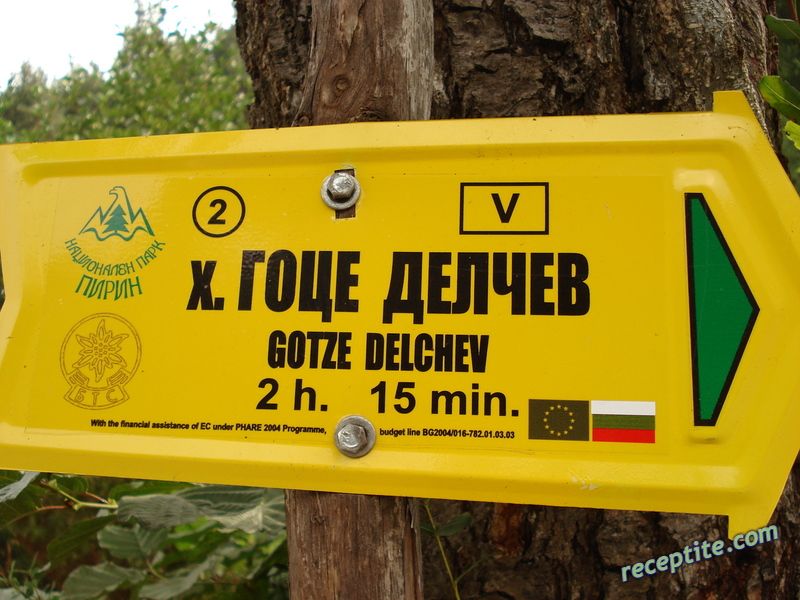 2
V
НАЦИОНАЛЕН ПАРК
ПИРИН
х. ГОЦЕ ДЕЛЧЕВ
GOTZE DELCHEV
2 h. 15 min.
БТС
With the financial assistance of EC under PHARE 2004 Programme, budget line BG2004/016-782.01.03.03
receptite.com